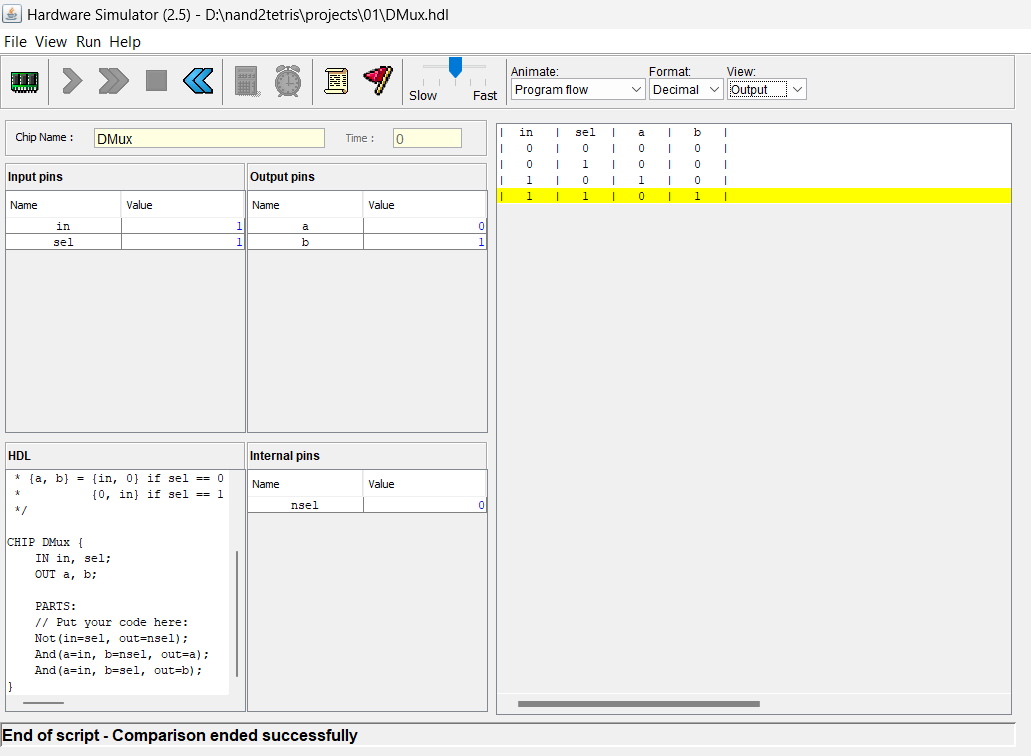 Hardware Simulator (2.5) - D:\nand2tetris\projects\01\DMux.hdl
File View Run Help
Slow Fast
Animate: Format: View:
Program flow Decimal Output
Chip Name : DMux Time : 0
Input pins
Name Value
in 1
sel 1
Output pins
Name Value
a 0
b 1
| in | sel | a | b |
| 0 | 0 | 0 | 0 |
| 0 | 1 | 0 | 0 |
| 1 | 0 | 1 | 0 |
| 1 | 1 | 0 | 1 |
HDL
* {a, b} = {in, 0} if sel == 0
* {0, in} if sel == 1
*/
CHIP DMux {
IN in, sel;
OUT a, b;
PARTS:
// Put your code here:
Not(in=sel, out=nsel);
And(a=in, b=nsel, out=a);
And(a=in, b=sel, out=b);
}
Internal pins
Name Value
nsel 0
End of script - Comparison ended successfully